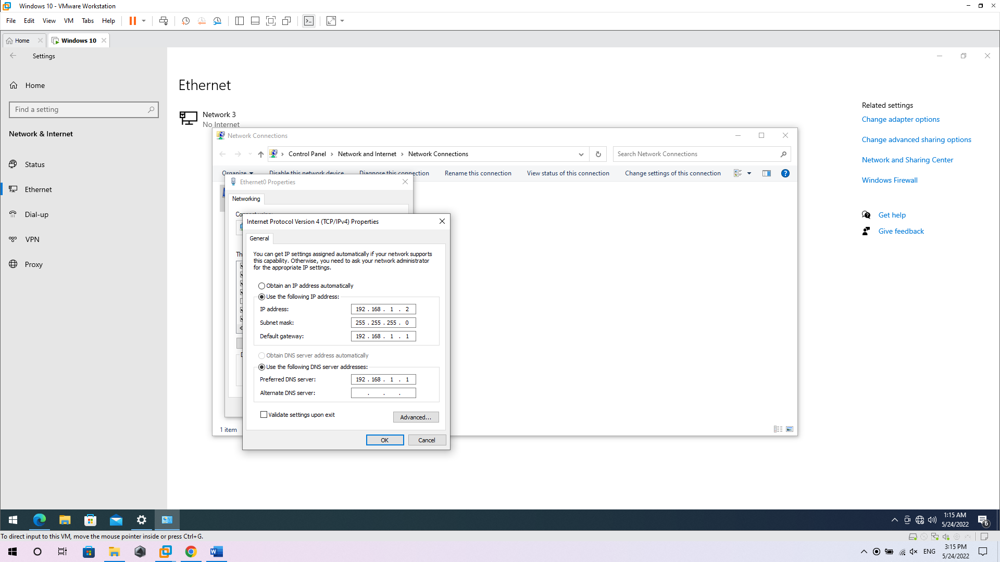 Windows 10 - VMware Workstation
File Edit View VM Tabs Help
Home Windows 10
Settings
Home
Find a setting
Network & Internet
Status
Ethernet
Dial-up
VPN
Proxy
Ethernet
Network 3
No Internet
Related settings
Change adapter options
Change advanced sharing options
Network and Sharing Center
Windows Firewall
Get help
Give feedback
Network Connections
Control Panel Network and Internet Network Connections
Search Network Connections
Organize Disable this network device Diagnose this connection Rename this connection View status of this connection Change settings of this connection
Ethernet0 Properties
Networking
Connect using:
Internet Protocol Version 4 (TCP/IPv4) Properties
General
You can get IP settings assigned automatically if your network supports
this capability. Otherwise, you need to ask your network administrator
for the appropriate IP settings.
Obtain an IP address automatically
Use the following IP address:
IP address: 192 . 168 . 1 . 2
Subnet mask: 255 . 255 . 255 . 0
Default gateway: 192 . 168 . 1 . 1
Obtain DNS server address automatically
Use the following DNS server addresses:
Preferred DNS server: 192 . 168 . 1 . 1
Alternate DNS server: . . .
Validate settings upon exit
Advanced...
OK Cancel
1 item
1:15 AM
5/24/2022
6
To direct input to this VM, move the mouse pointer inside or press Ctrl+G.
ENG
3:15 PM
5/24/2022